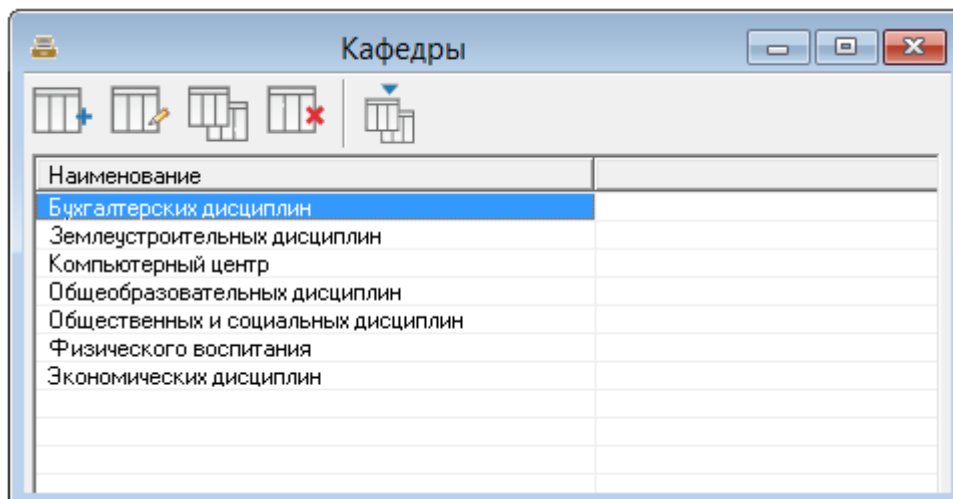 Кафедры
Наименование
Бухгалтерских дисциплин
Землеустроительных дисциплин
Компьютерный центр
Общеобразовательных дисциплин
Общественных и социальных дисциплин
Физического воспитания
Экономических дисциплин